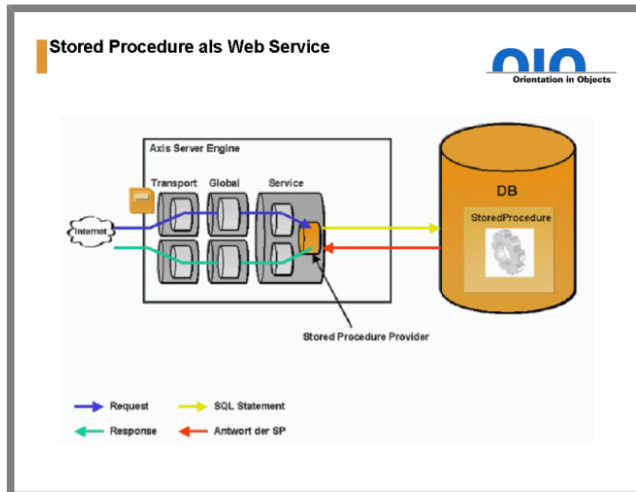 Stored Procedure als Web Service
OIO
Orientation in Objects
Axis Server Engine
Transport
Global
Service
Internet
DB
StoredProcedure
Stored Procedure Provider
Request
SQL Statement
Response
Antwort der SP